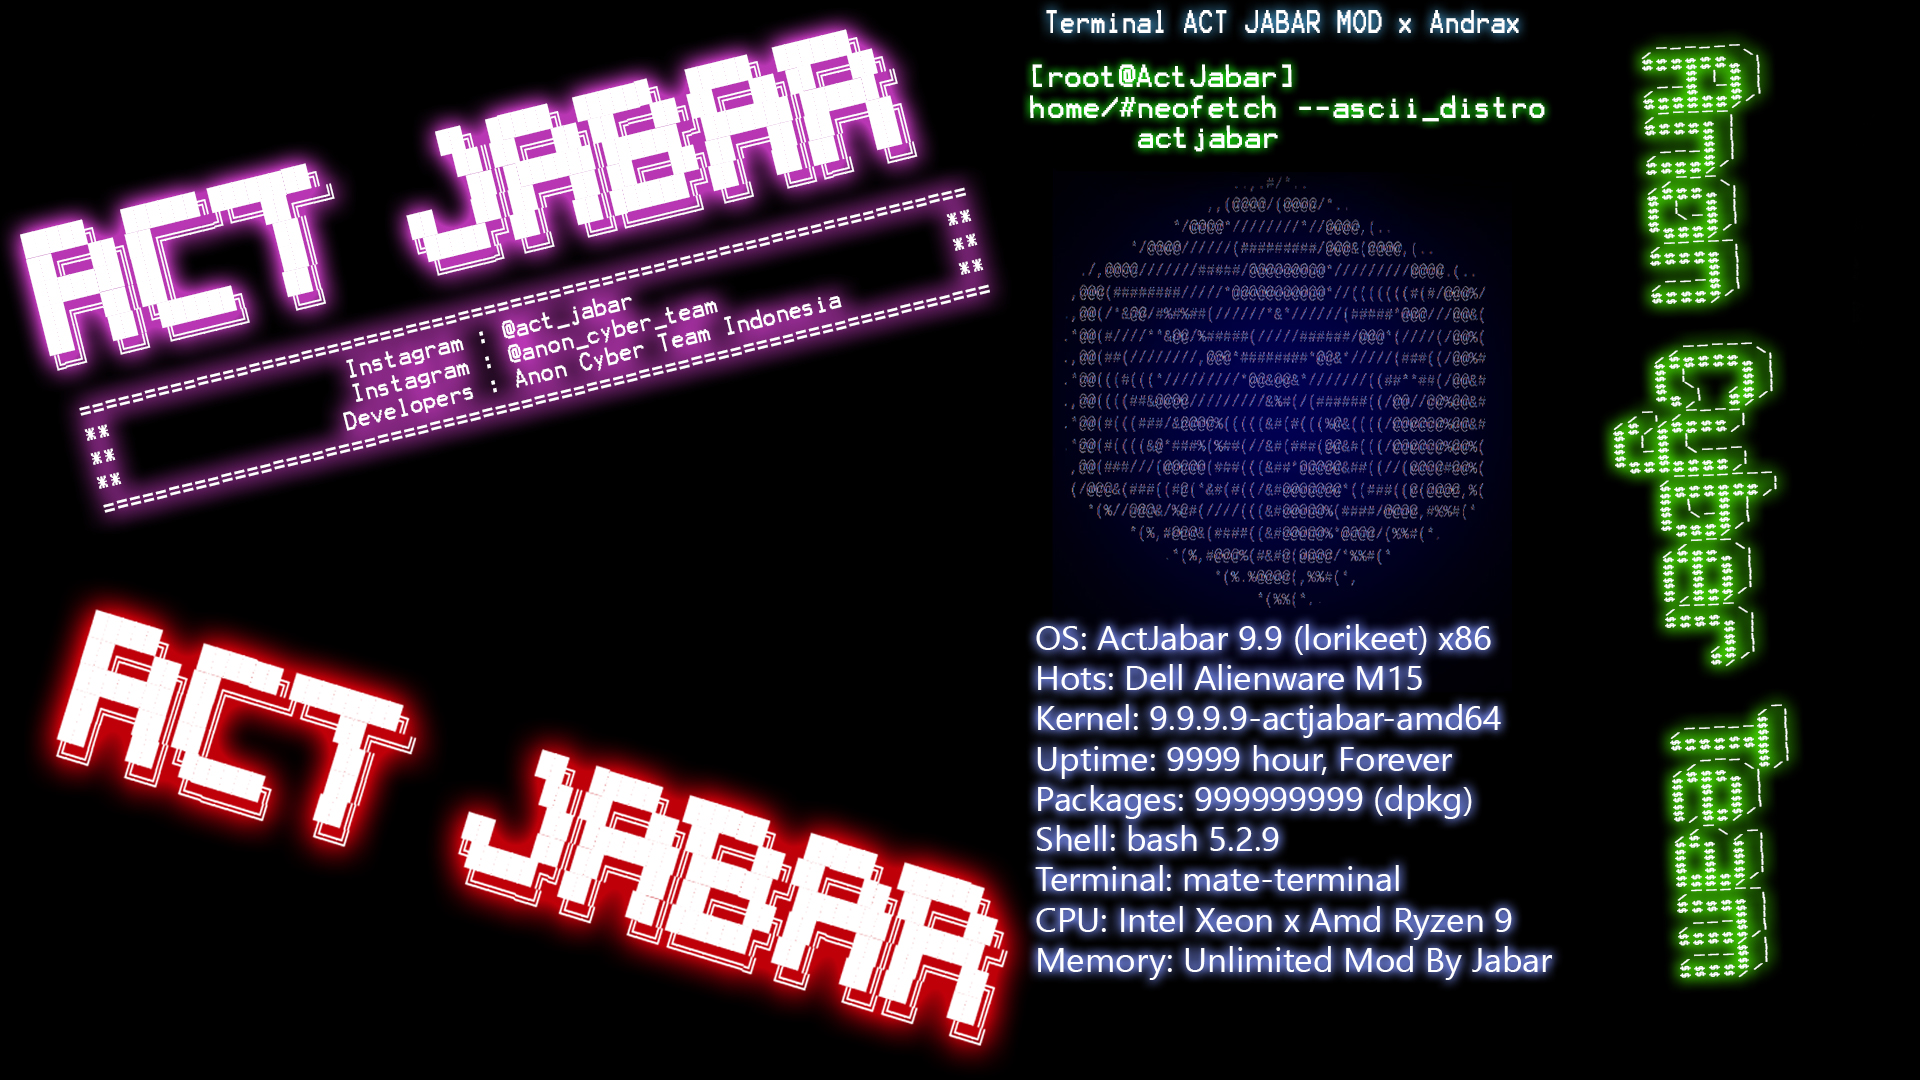 ACT JABAR
Instagram : @act_jabar
Instagram : @anon_cyber_team
Developers : Anon Cyber Team Indonesia
ACT JABAR
Terminal ACT JABAR MOD x Andrax
[root@ActJabar]
home/#neofetch --ascii_distro
actjabar
OS: ActJabar 9.9 (lorikeet) x86
Hots: Dell Alienware M15
Kernel: 9.9.9.9-actjabar-amd64
Uptime: 9999 hour, Forever
Packages: 999999999 (dpkg)
Shell: bash 5.2.9
Terminal: mate-terminal
CPU: Intel Xeon x Amd Ryzen 9
Memory: Unlimited Mod By Jabar
Anon Cyber Team